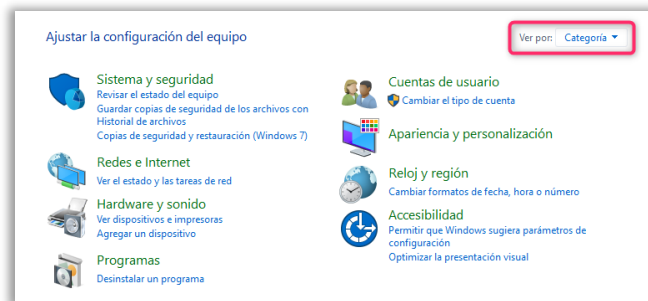 Ajustar la configuración del equipo
Ver por: Categoría
Sistema y seguridad
Revisar el estado del equipo
Guardar copias de seguridad de los archivos con
Historial de archivos
Copias de seguridad y restauración (Windows 7)
Redes e Internet
Ver el estado y las tareas de red
Hardware y sonido
Ver dispositivos e impresoras
Agregar un dispositivo
Programas
Desinstalar un programa
Cuentas de usuario
Cambiar el tipo de cuenta
Apariencia y personalización
Reloj y región
Cambiar formatos de fecha, hora o número
Accesibilidad
Permitir que Windows sugiera parámetros de
configuración
Optimizar la presentación visual